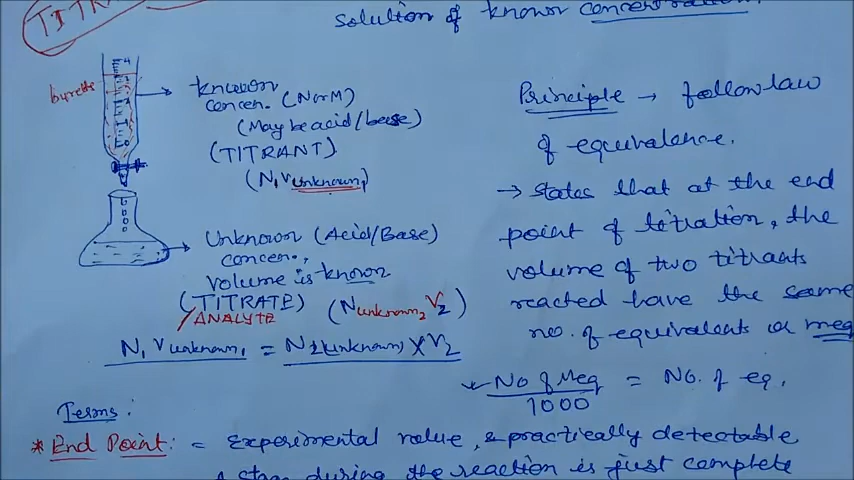 TITR
solution of known concentration
burette
known
concen. (N or M)
(May be acid/base)
(TITRANT)
(N, V unknown,)
Unknown (Acid/Base)
concen.,
volume is known
(TITRATE)
/ANALYTE
(N unknown2 V2)
N1 V unknown1 = N2(unknown) X V2
Principle → follow law
of equivalence.
→ states that at the end
point of titration, the
volume of two titrants
reacted have the same
no. of equivalents or meq
No of Meq / 1000 = No. of eq.
Terms:
*End Point: = Experimental value, & practically detectable
stage during the reaction is just complete